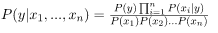 P(y|x_1, ..., x_n) = \frac{P(y) \prod_{i=1}^{n} P(x_i|y)}{P(x_1)P(x_2)...P(x_n)}